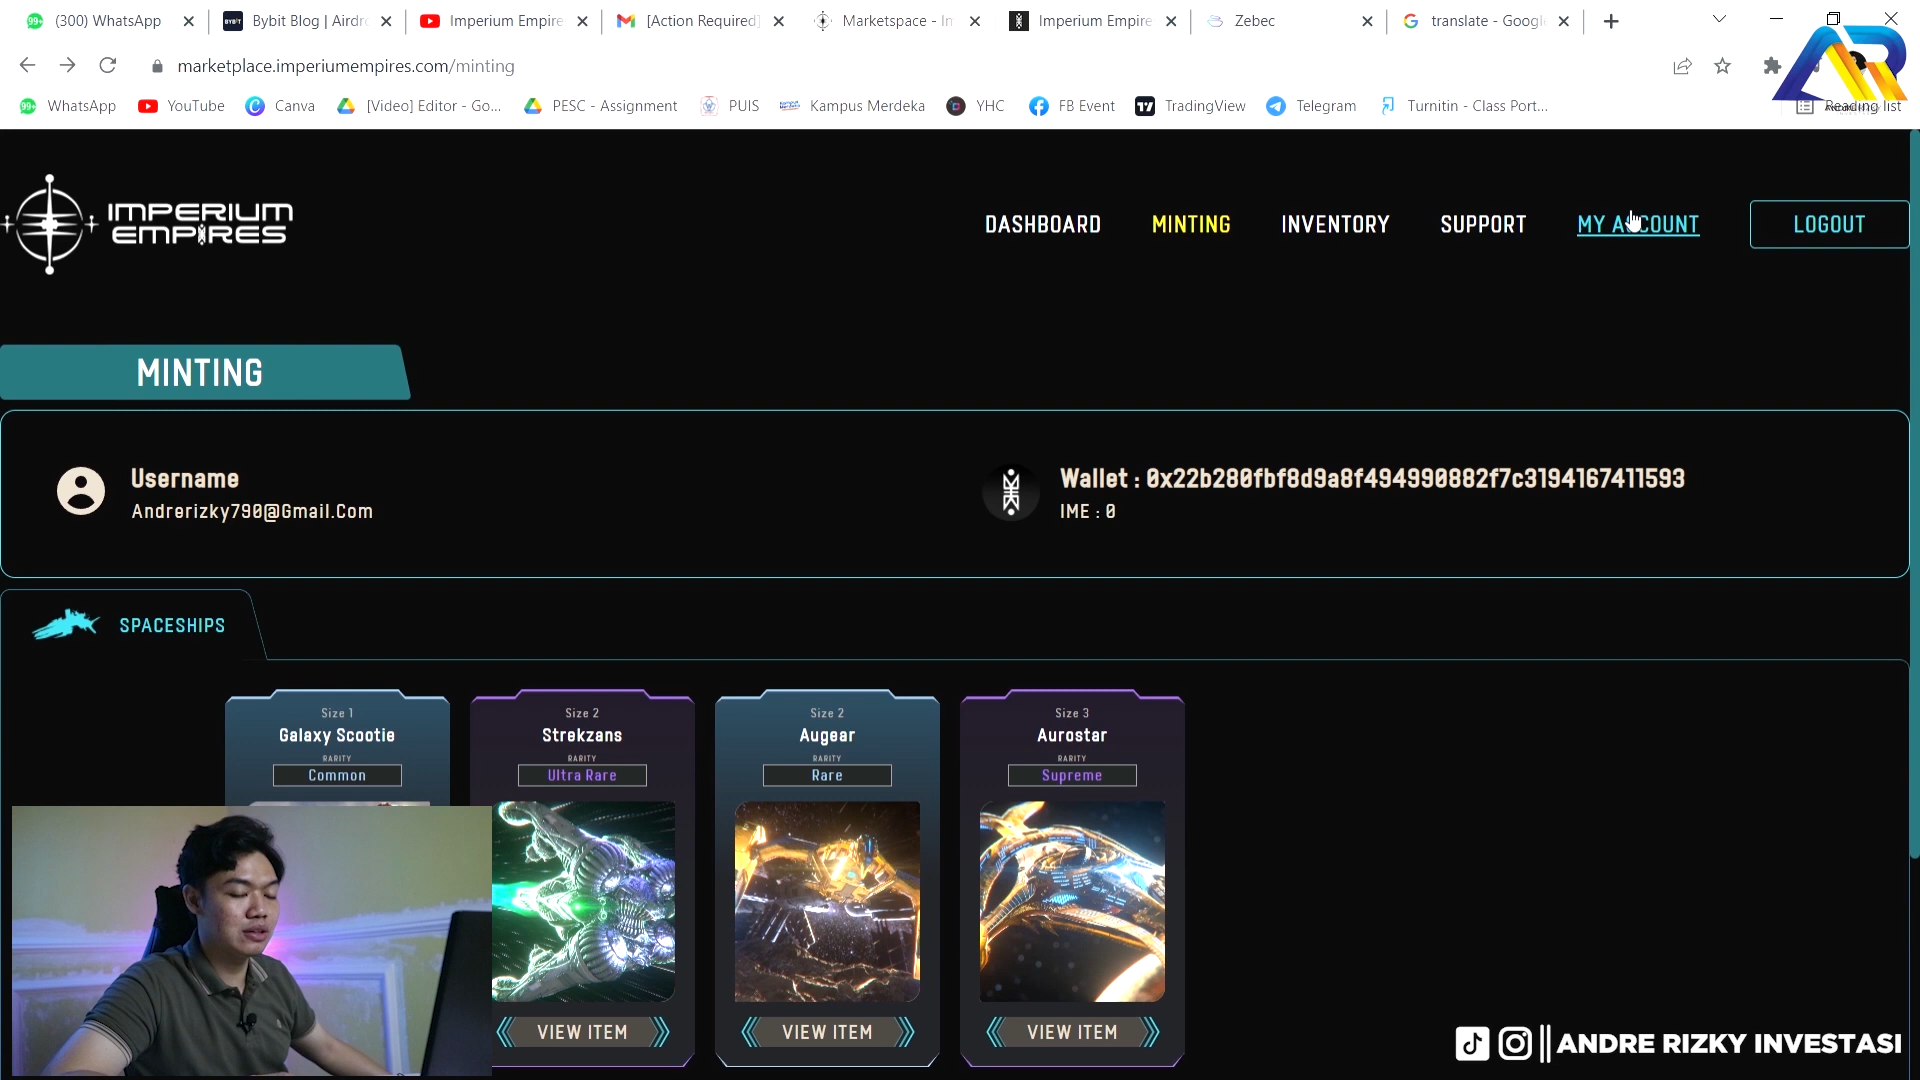 (300) WhatsApp
Bybit Blog | Airdr
Imperium Empire
[Action Required]
Marketspace - Im
Imperium Empire
Zebec
translate - Google
marketplace.imperiumempires.com/minting
99+ WhatsApp
YouTube
Canva
[Video] Editor - Go...
PESC - Assignment
PUIS
Kampus Merdeka
YHC
FB Event
TradingView
Telegram
Turnitin - Class Port...
Reading list
IMPERIUM
EMPIRES
DASHBOARD
MINTING
INVENTORY
SUPPORT
MY ACCOUNT
LOGOUT
MINTING
Username
Andrerizky790@Gmail.Com
Wallet : 0x22b280fbf8d9a8f494990882f7c3194167411593
IME : 0
SPACESHIPS
Size 1
Galaxy Scootie
RARITY
Common
Size 2
Strekzans
RARITY
Ultra Rare
VIEW ITEM
Size 2
Augear
RARITY
Rare
VIEW ITEM
Size 3
Aurostar
RARITY
Supreme
VIEW ITEM
ANDRE RIZKY INVESTASI